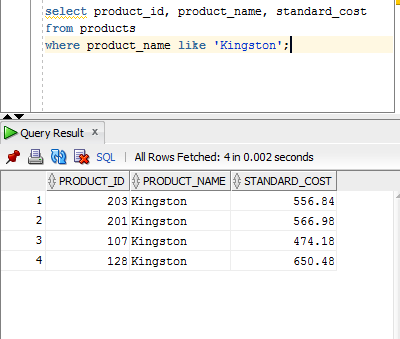 select product_id, product_name, standard_cost
from products
where product_name like 'Kingston';
Query Result x
SQL | All Rows Fetched: 4 in 0.002 seconds
PRODUCT_ID PRODUCT_NAME STANDARD_COST
1 203 Kingston 556.84
2 201 Kingston 566.98
3 107 Kingston 474.18
4 128 Kingston 650.48